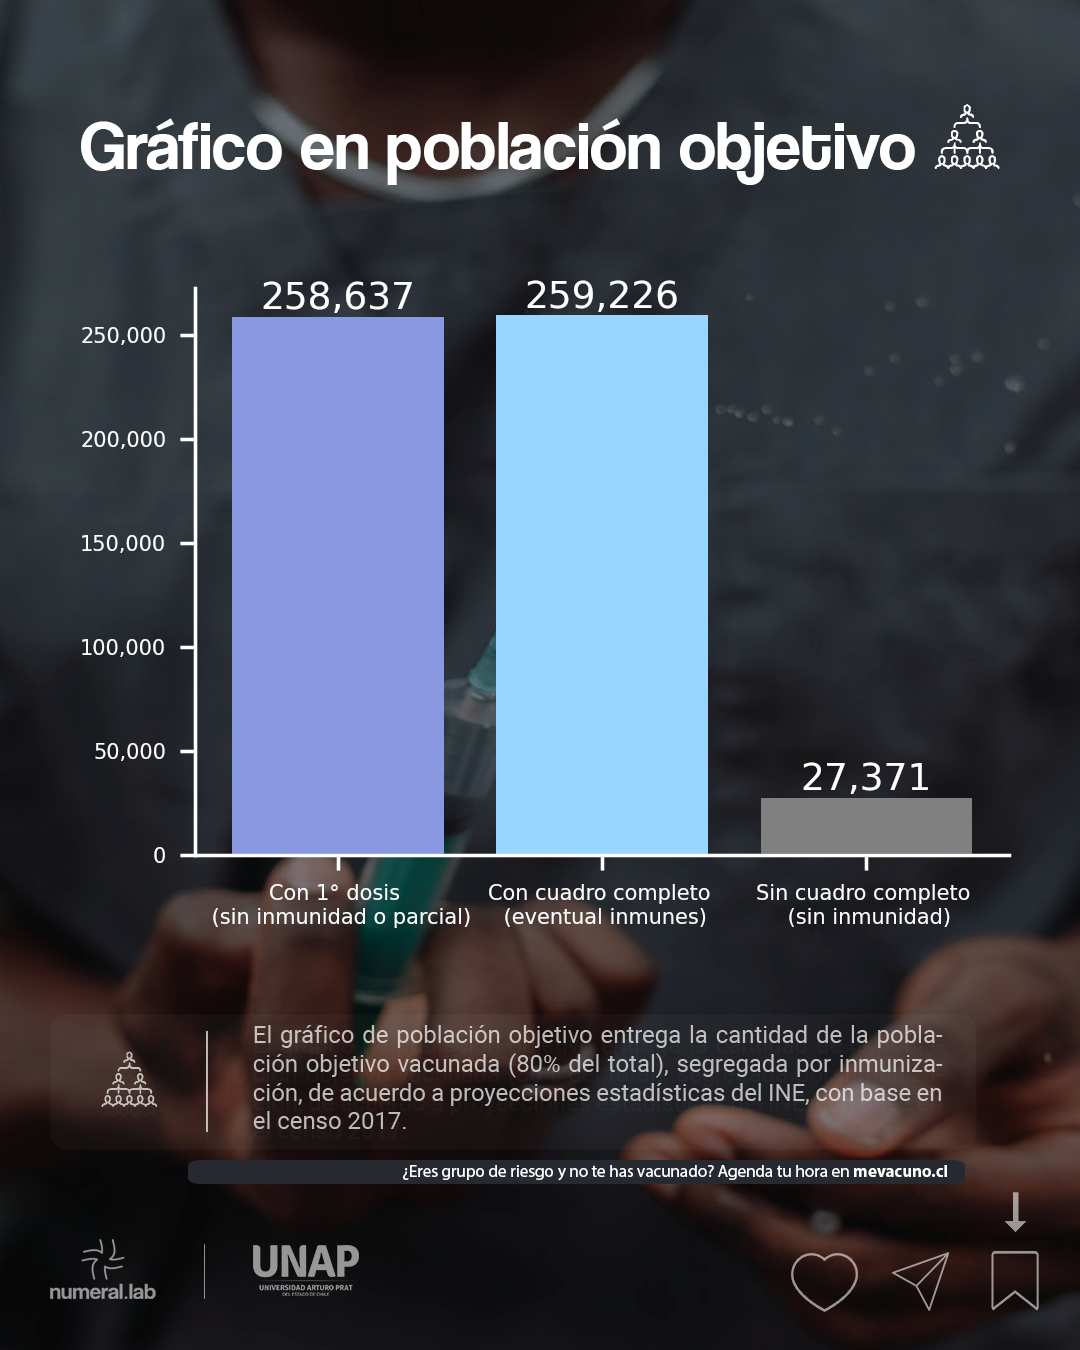 Gráfico en población objetivo
258,637
259,226
27,371
250,000
200,000
150,000
100,000
50,000
0
Con 1° dosis
(sin inmunidad o parcial)
Con cuadro completo
(eventual inmunes)
Sin cuadro completo
(sin inmunidad)
El gráfico de población objetivo entrega la cantidad de la pobla-
ción objetivo vacunada (80% del total), segregada por inmuniza-
ción, de acuerdo a proyecciones estadísticas del INE, con base en
el censo 2017.
¿Eres grupo de riesgo y no te has vacunado? Agenda tu hora en mevacuno.cl
numeral.lab
UNAP
UNIVERSIDAD ARTURO PRAT
DEL ESTADO DE CHILE